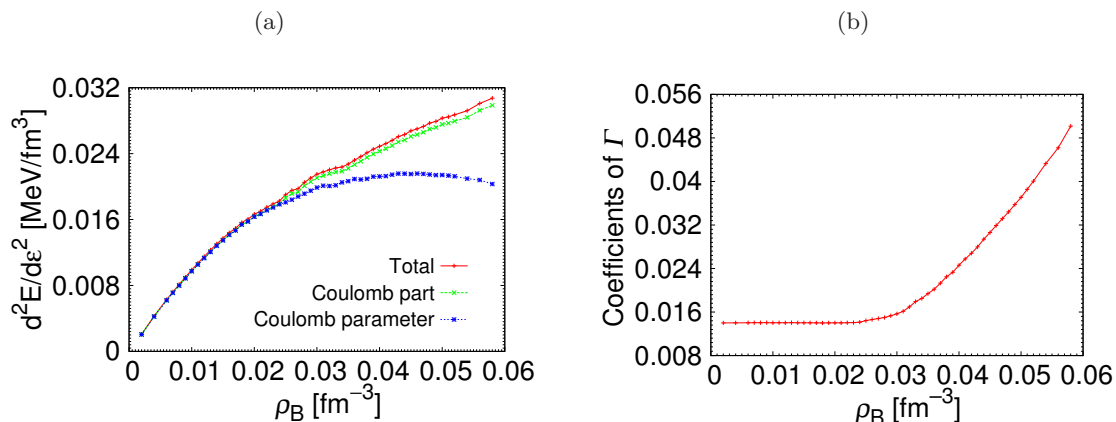 (a)
d²E/dε² [MeV/fm³]
0.032
0.024
0.016
0.008
0
Total
Coulomb part
Coulomb parameter
0 0.01 0.02 0.03 0.04 0.05 0.06
ρB [fm⁻³]
(b)
Coefficients of Γ
0.056
0.048
0.04
0.032
0.024
0.016
0.008
0 0.01 0.02 0.03 0.04 0.05 0.06
ρB [fm⁻³]